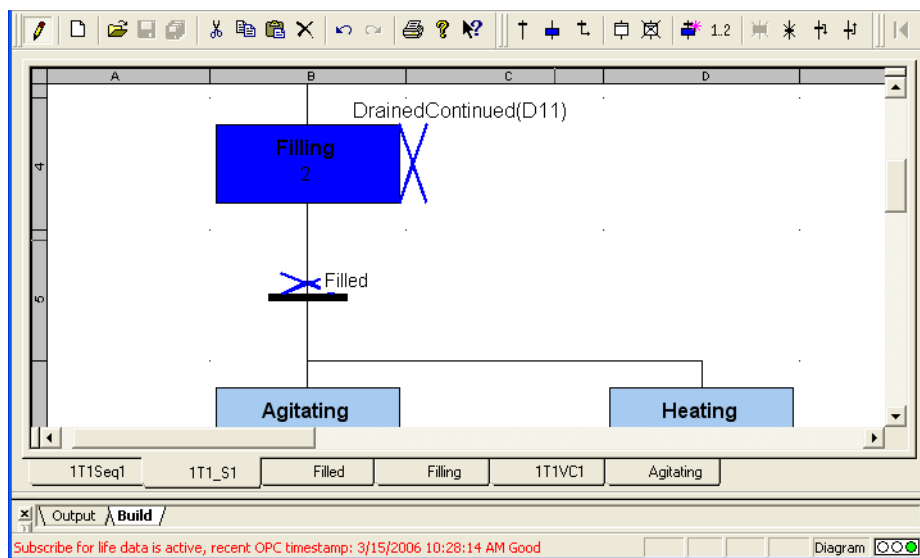 1..2
A B C D
DrainedContinued(D11)
Filling
2
4
Filled
5
Agitating Heating
1T1Seq1 1T1_S1 Filled Filling 1T1VC1 Agitating
Output Build
Subscribe for life data is active, recent OPC timestamp: 3/15/2006 10:28:14 AM Good Diagram